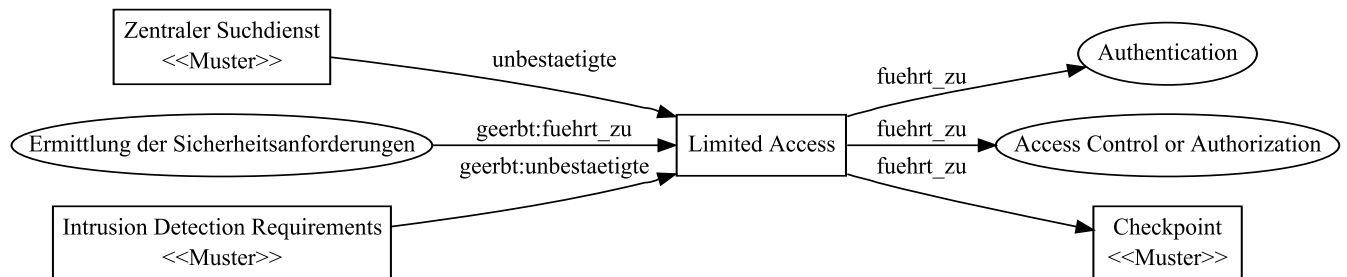 Zentraler Suchdienst
<<Muster>>
unbestaetigte
Ermittlung der Sicherheitsanforderungen
geerbt:fuehrt_zu
Intrusion Detection Requirements
<<Muster>>
geerbt:unbestaetigte
Limited Access
fuehrt_zu
Authentication
fuehrt_zu
Access Control or Authorization
fuehrt_zu
Checkpoint
<<Muster>>